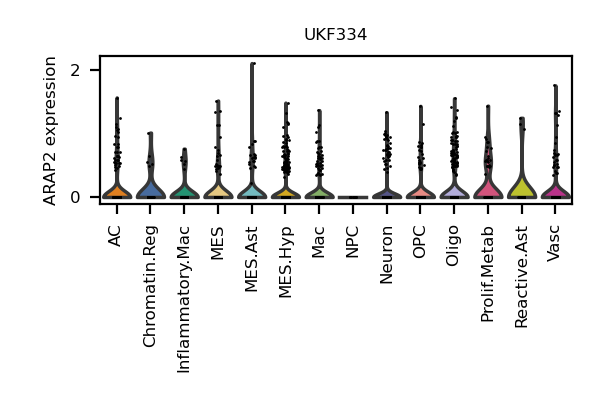 UKF334
ARAP2 expression
2
0
AC
Chromatin.Reg
Inflammatory.Mac
MES
MES.Ast
MES.Hyp
Mac
NPC
Neuron
OPC
Oligo
Prolif.Metab
Reactive.Ast
Vasc